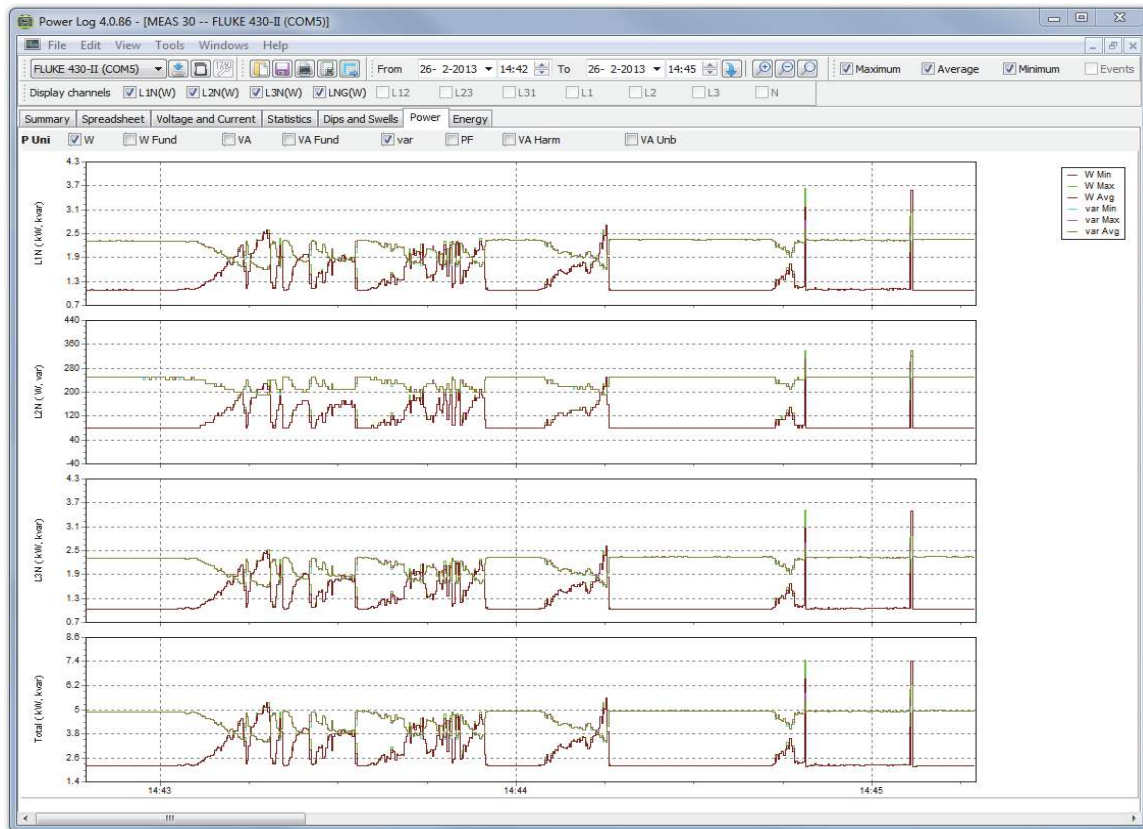 Power Log 4.0.86 - [MEAS 30 -- FLUKE 430-II (COM5)]
File Edit View Tools Windows Help
FLUKE 430-II (COM5) From 26- 2-2013 14:42 To 26- 2-2013 14:45 Maximum Average Minimum Events
Display channels L1N(W) L2N(W) L3N(W) LNG(W) L12 L23 L31 L1 L2 L3 N
Summary Spreadsheet Voltage and Current Statistics Dips and Swells Power Energy
P Uni W W Fund VA VA Fund var PF VA Harm VA Unb
L1N ( kW, kvar)
4.3
3.7
3.1
2.5
1.9
1.3
0.7
W Min
W Max
W Avg
var Min
var Max
var Avg
L2N ( W, var)
440
360
280
200
120
40
-40
L3N ( kW, kvar)
4.3
3.7
3.1
2.5
1.9
1.3
0.7
Total ( kW, kvar)
8.6
7.4
6.2
5
3.8
2.6
1.4
14:43 14:44 14:45